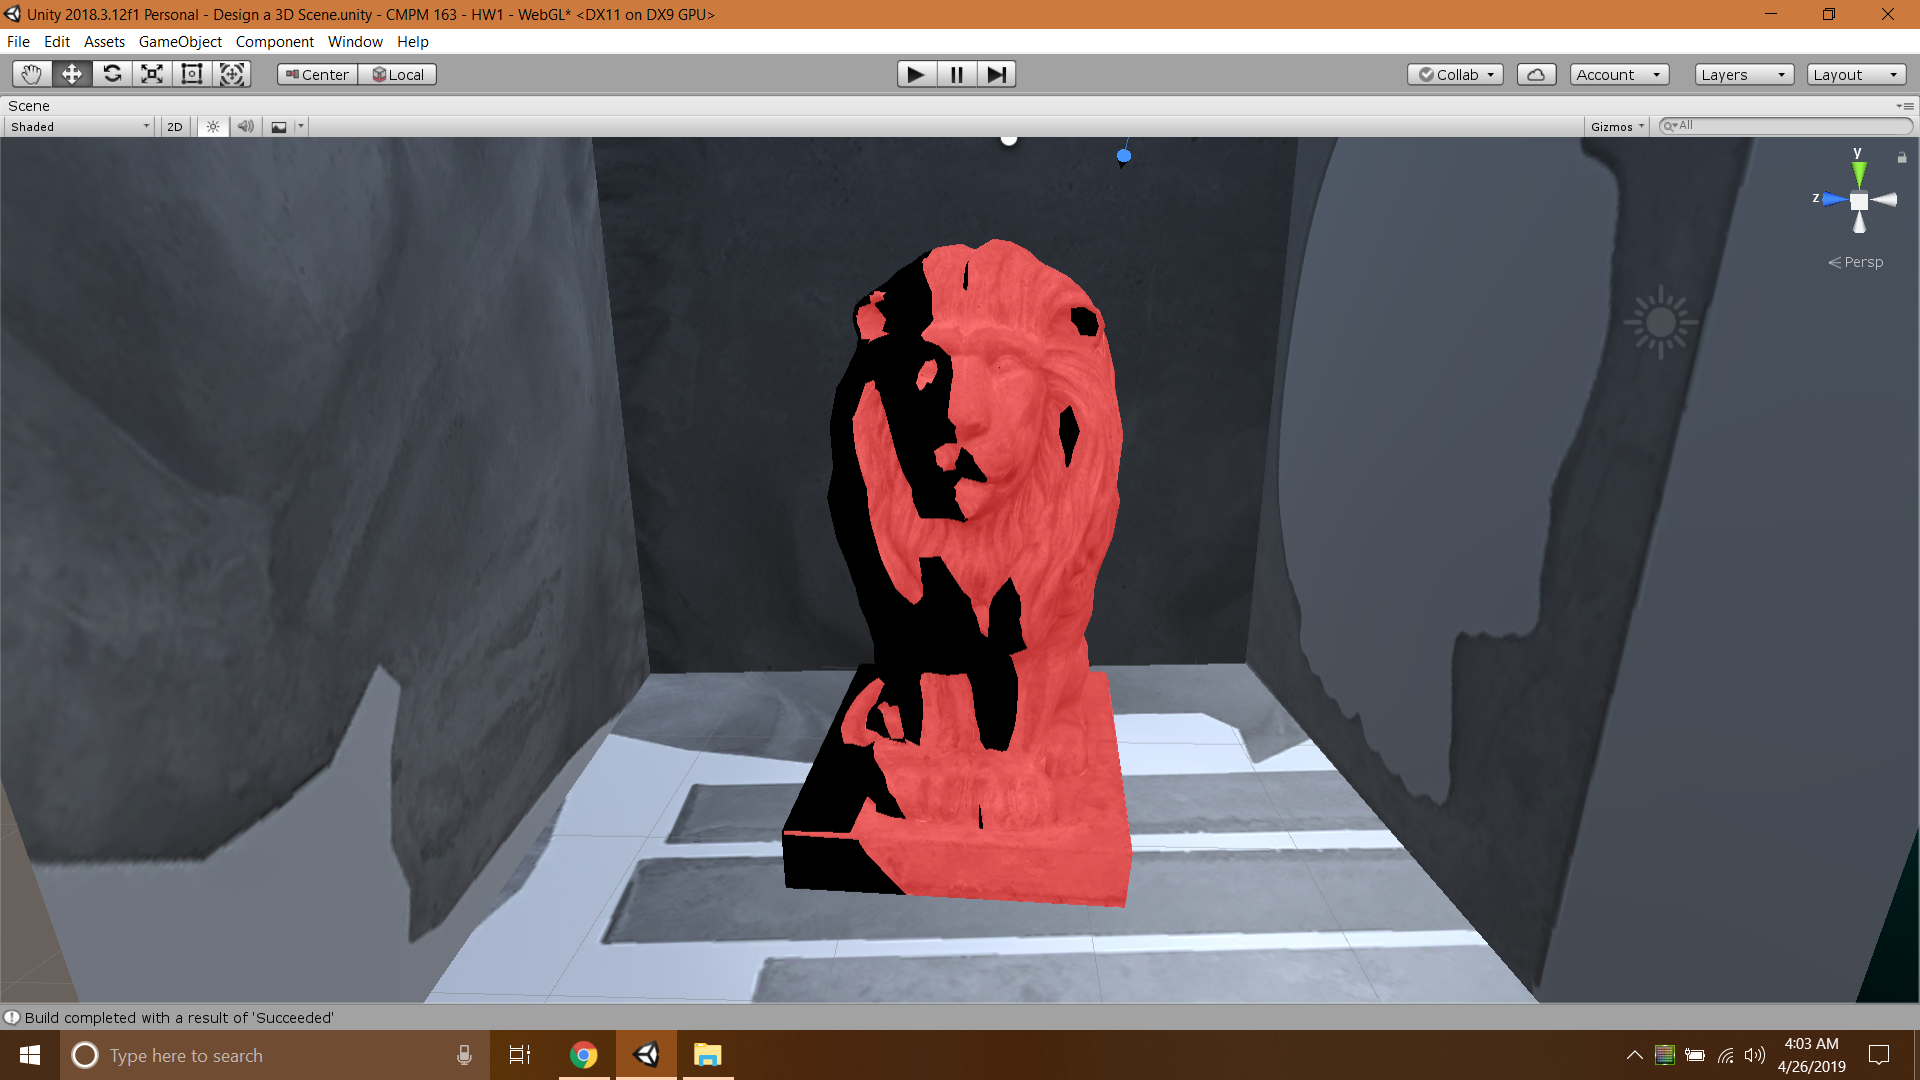 Unity 2018.3.12f1 Personal - Design a 3D Scene.unity - CMPM 163 - HW1 - WebGL* <DX11 on DX9 GPU>
File Edit Assets GameObject Component Window Help
Center Local Collab Account Layers Layout
Scene
Shaded 2D Gizmos All
y
z
Persp
Build completed with a result of 'Succeeded'
Type here to search
4:03 AM
4/26/2019